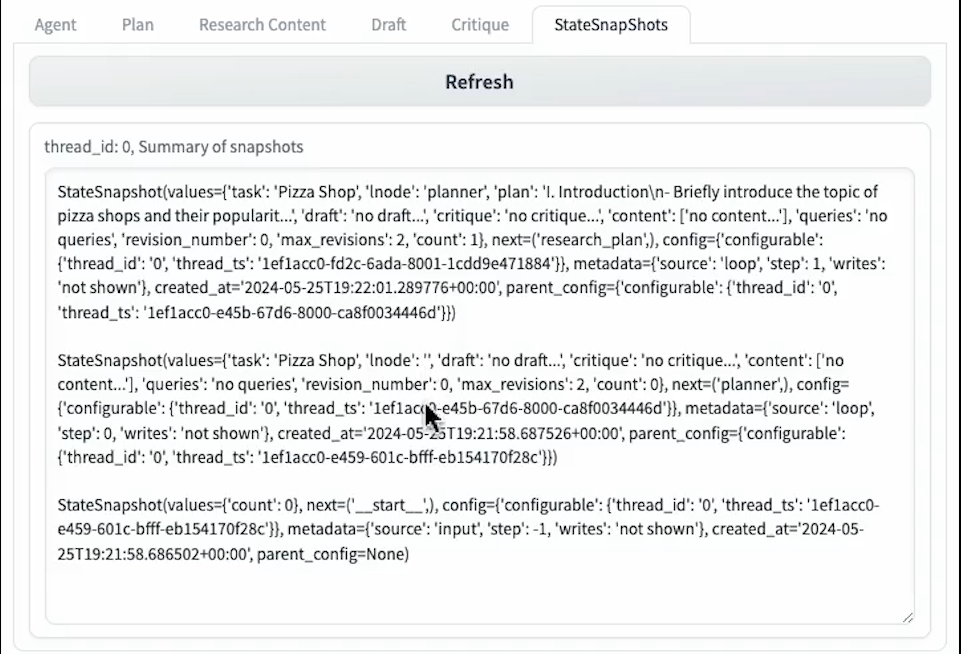 Agent Plan Research Content Draft Critique StateSnapShots
Refresh
thread_id: 0, Summary of snapshots
StateSnapshot(values={'task': 'Pizza Shop', 'lnode': 'planner', 'plan': 'I. Introduction\n- Briefly introduce the topic of
pizza shops and their popularit...', 'draft': 'no draft...', 'critique': 'no critique...', 'content': ['no content...'], 'queries': 'no
queries', 'revision_number': 0, 'max_revisions': 2, 'count': 1}, next=('research_plan',), config={'configurable':
{'thread_id': '0', 'thread_ts': '1ef1acc0-fd2c-6ada-8001-1cdd9e471884'}}, metadata={'source': 'loop', 'step': 1, 'writes':
'not shown'}, created_at='2024-05-25T19:22:01.289776+00:00', parent_config={'configurable': {'thread_id': '0',
'thread_ts': '1ef1acc0-e45b-67d6-8000-ca8f0034446d'}})
StateSnapshot(values={'task': 'Pizza Shop', 'lnode': '', 'draft': 'no draft...', 'critique': 'no critique...', 'content': ['no
content...'], 'queries': 'no queries', 'revision_number': 0, 'max_revisions': 2, 'count': 0}, next=('planner',), config=
{'configurable': {'thread_id': '0', 'thread_ts': '1ef1acc0-e45b-67d6-8000-ca8f0034446d'}}, metadata={'source': 'loop',
'step': 0, 'writes': 'not shown'}, created_at='2024-05-25T19:21:58.687526+00:00', parent_config={'configurable':
{'thread_id': '0', 'thread_ts': '1ef1acc0-e459-601c-bfff-eb154170f28c'}})
StateSnapshot(values={'count': 0}, next=('__start__',), config={'configurable': {'thread_id': '0', 'thread_ts': '1ef1acc0-
e459-601c-bfff-eb154170f28c'}}, metadata={'source': 'input', 'step': -1, 'writes': 'not shown'}, created_at='2024-05-
25T19:21:58.686502+00:00', parent_config=None)